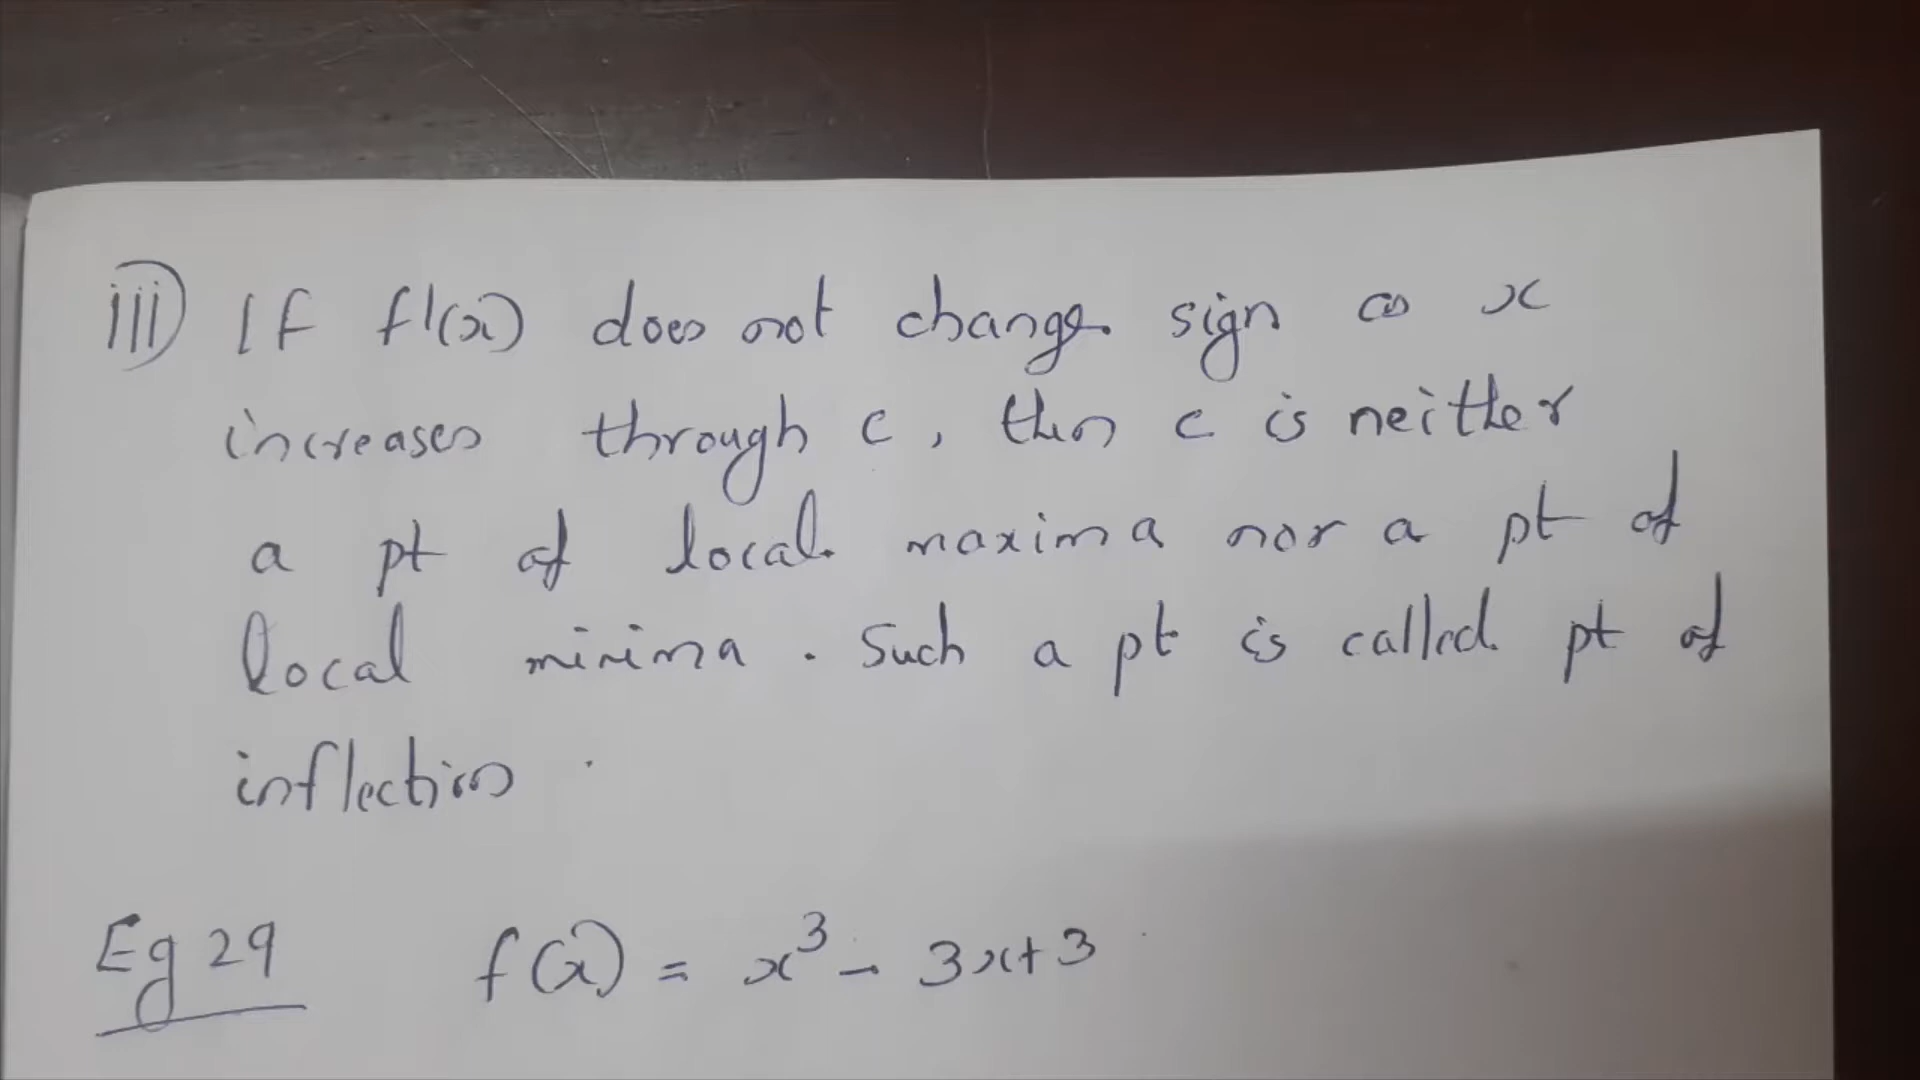 iii) If f'(x) does not change sign as x
increases through c, then c is neither
a pt of local maxima nor a pt of
local minima. Such a pt is called pt of
inflection.
Eg 29 f(x) = x³ - 3x+3